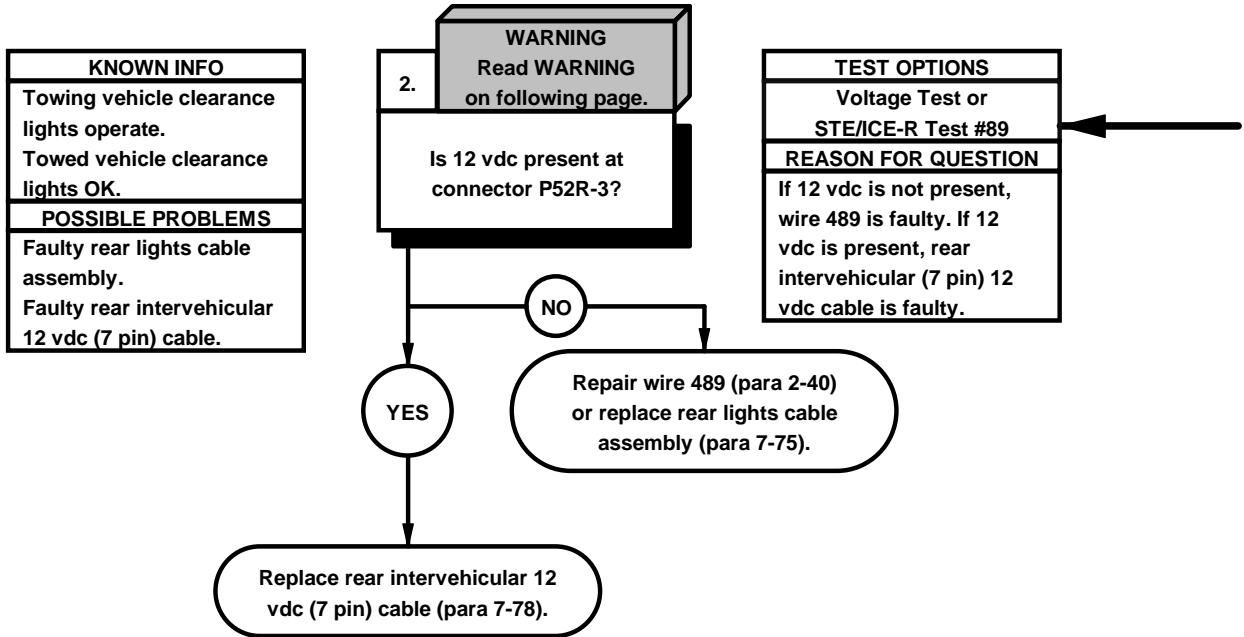 KNOWN INFO
Towing vehicle clearance
lights operate.
Towed vehicle clearance
lights OK.
POSSIBLE PROBLEMS
Faulty rear lights cable
assembly.
Faulty rear intervehicular
12 vdc (7 pin) cable.
WARNING
Read WARNING
on following page.
2.
Is 12 vdc present at
connector P52R-3?
TEST OPTIONS
Voltage Test or
STE/ICE-R Test #89
REASON FOR QUESTION
If 12 vdc is not present,
wire 489 is faulty. If 12
vdc is present, rear
intervehicular (7 pin) 12
vdc cable is faulty.
NO
YES
Repair wire 489 (para 2-40)
or replace rear lights cable
assembly (para 7-75).
Replace rear intervehicular 12
vdc (7 pin) cable (para 7-78).